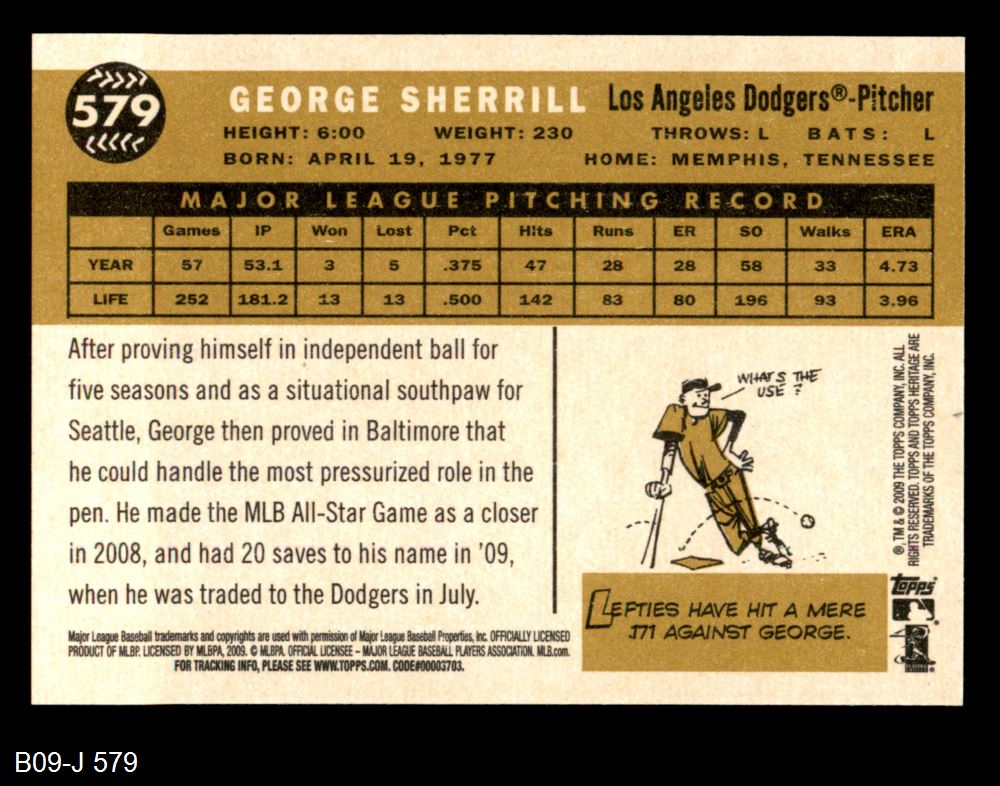 579
GEORGE SHERRILL Los Angeles Dodgers®-Pitcher
HEIGHT: 6:00 WEIGHT: 230 THROWS: L BATS: L
BORN: APRIL 19, 1977 HOME: MEMPHIS, TENNESSEE
MAJOR LEAGUE PITCHING RECORD
Games IP Won Lost Pct Hits Runs ER SO Walks ERA
YEAR 57 53.1 3 5 .375 47 28 28 58 33 4.73
LIFE 252 181.2 13 13 .500 142 83 80 196 93 3.96
After proving himself in independent ball for
five seasons and as a situational southpaw for
Seattle, George then proved in Baltimore that
he could handle the most pressurized role in the
pen. He made the MLB All-Star Game as a closer
in 2008, and had 20 saves to his name in '09,
when he was traded to the Dodgers in July.
Major League Baseball trademarks and copyrights are used with permission of Major League Baseball Properties, Inc. OFFICIALLY LICENSED
PRODUCT OF MLBP. LICENSED BY MLBPA, 2009. © MLBPA. OFFICIAL LICENSEE – MAJOR LEAGUE BASEBALL PLAYERS ASSOCIATION. MLB.com.
FOR TRACKING INFO, PLEASE SEE WWW.TOPPS.COM. CODE#00003703.
WHAT'S THE
USE ?
LEFTIES HAVE HIT A MERE
.171 AGAINST GEORGE.
®, TM & © 2009 THE TOPPS COMPANY, INC. ALL
RIGHTS RESERVED. TOPPS AND TOPPS HERITAGE ARE
TRADEMARKS OF THE TOPPS COMPANY, INC.
topps
B09-J 579